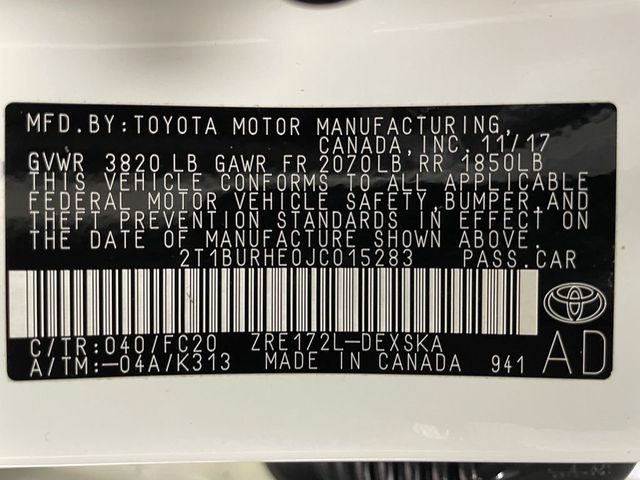 MFD.BY:TOYOTA MOTOR MANUFACTURING,
CANADA,INC. 11/17
GVWR 3820 LB GAWR FR 2070LB, RR 1850LB
THIS VEHICLE CONFORMS TO ALL APPLICABLE
FEDERAL MOTOR VEHICLE SAFETY,BUMPER,AND
THEFT PREVENTION STANDARDS IN EFFECT ON
THE DATE OF MANUFACTURE SHOWN ABOVE.
2T1BURHE0JC015283 PASS.CAR
C/TR:040/FC20 ZRE172L-DEXSKA
A/TM:-04A/K313 MADE IN CANADA 941
AD